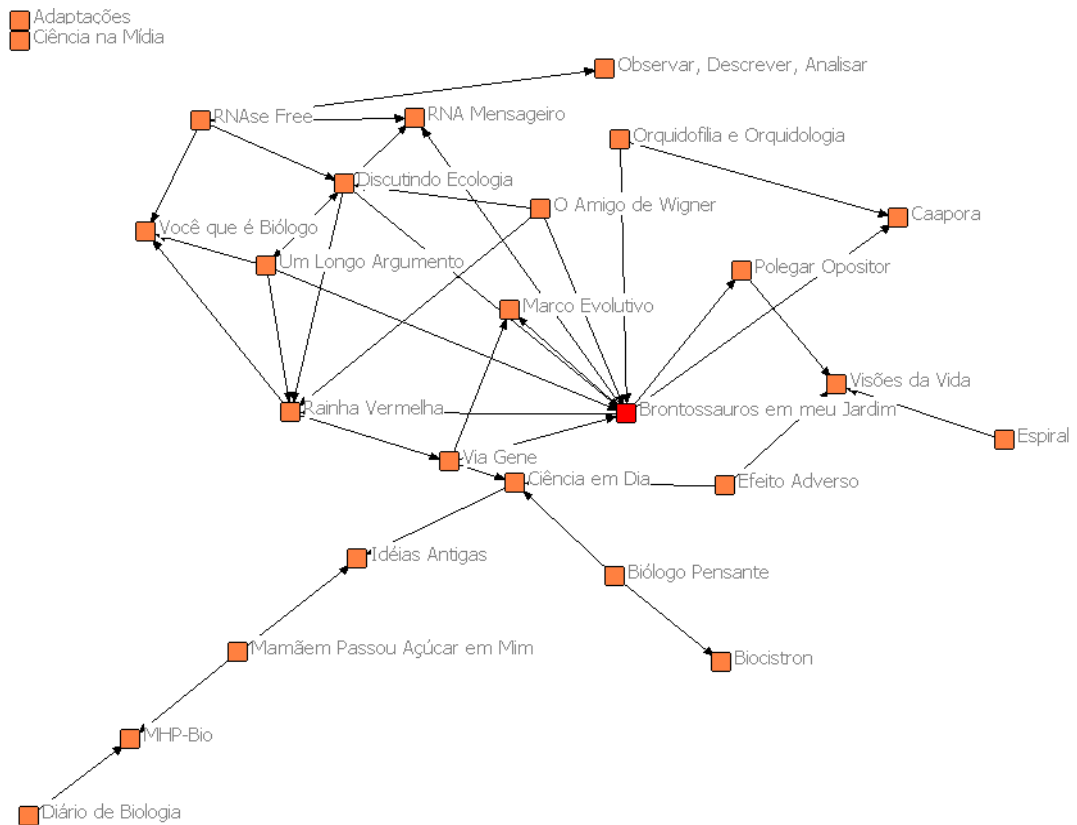 Adaptações
Ciência na Mídia
Observar, Descrever, Analisar
RNAse Free
RNA Mensageiro
Orquidofilia e Orquidologia
Discutindo Ecologia
O Amigo de Wigner
Caapora
Você que é Biólogo
Um Longo Argumento
Polegar Opositor
Marco Evolutivo
Visões da Vida
Rainha Vermelha
Brontossauros em meu Jardim
Espiral
Via Gene
Ciência em Dia
Efeito Adverso
Idéias Antigas
Biólogo Pensante
Mamãem Passou Açúcar em Mim
Biocistron
MHP-Bio
Diário de Biologia